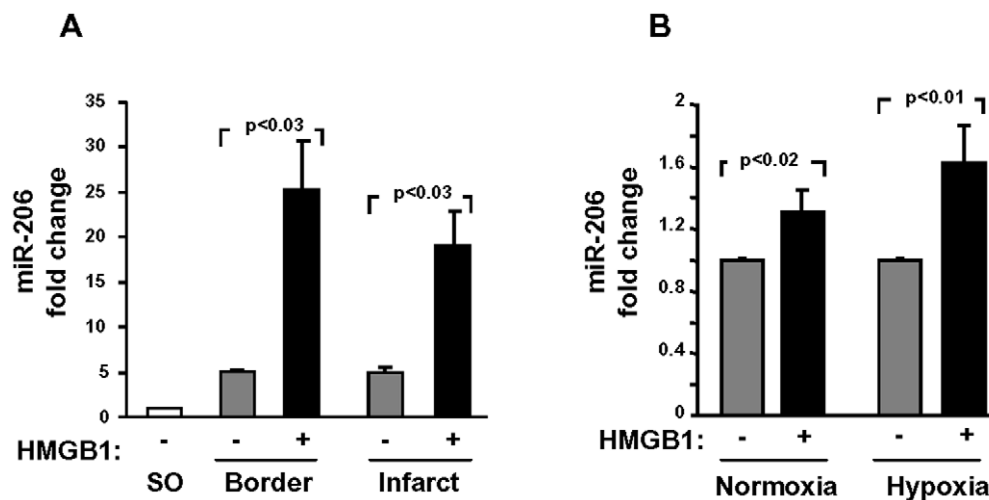 A
miR-206
fold change
35
30
25
20
15
10
5
0
p<0.03
p<0.03
HMGB1: - - + - +
SO Border Infarct
B
miR-206
fold change
2
1.6
1.2
0.8
0.4
0
p<0.02
p<0.01
HMGB1: - + - +
Normoxia Hypoxia